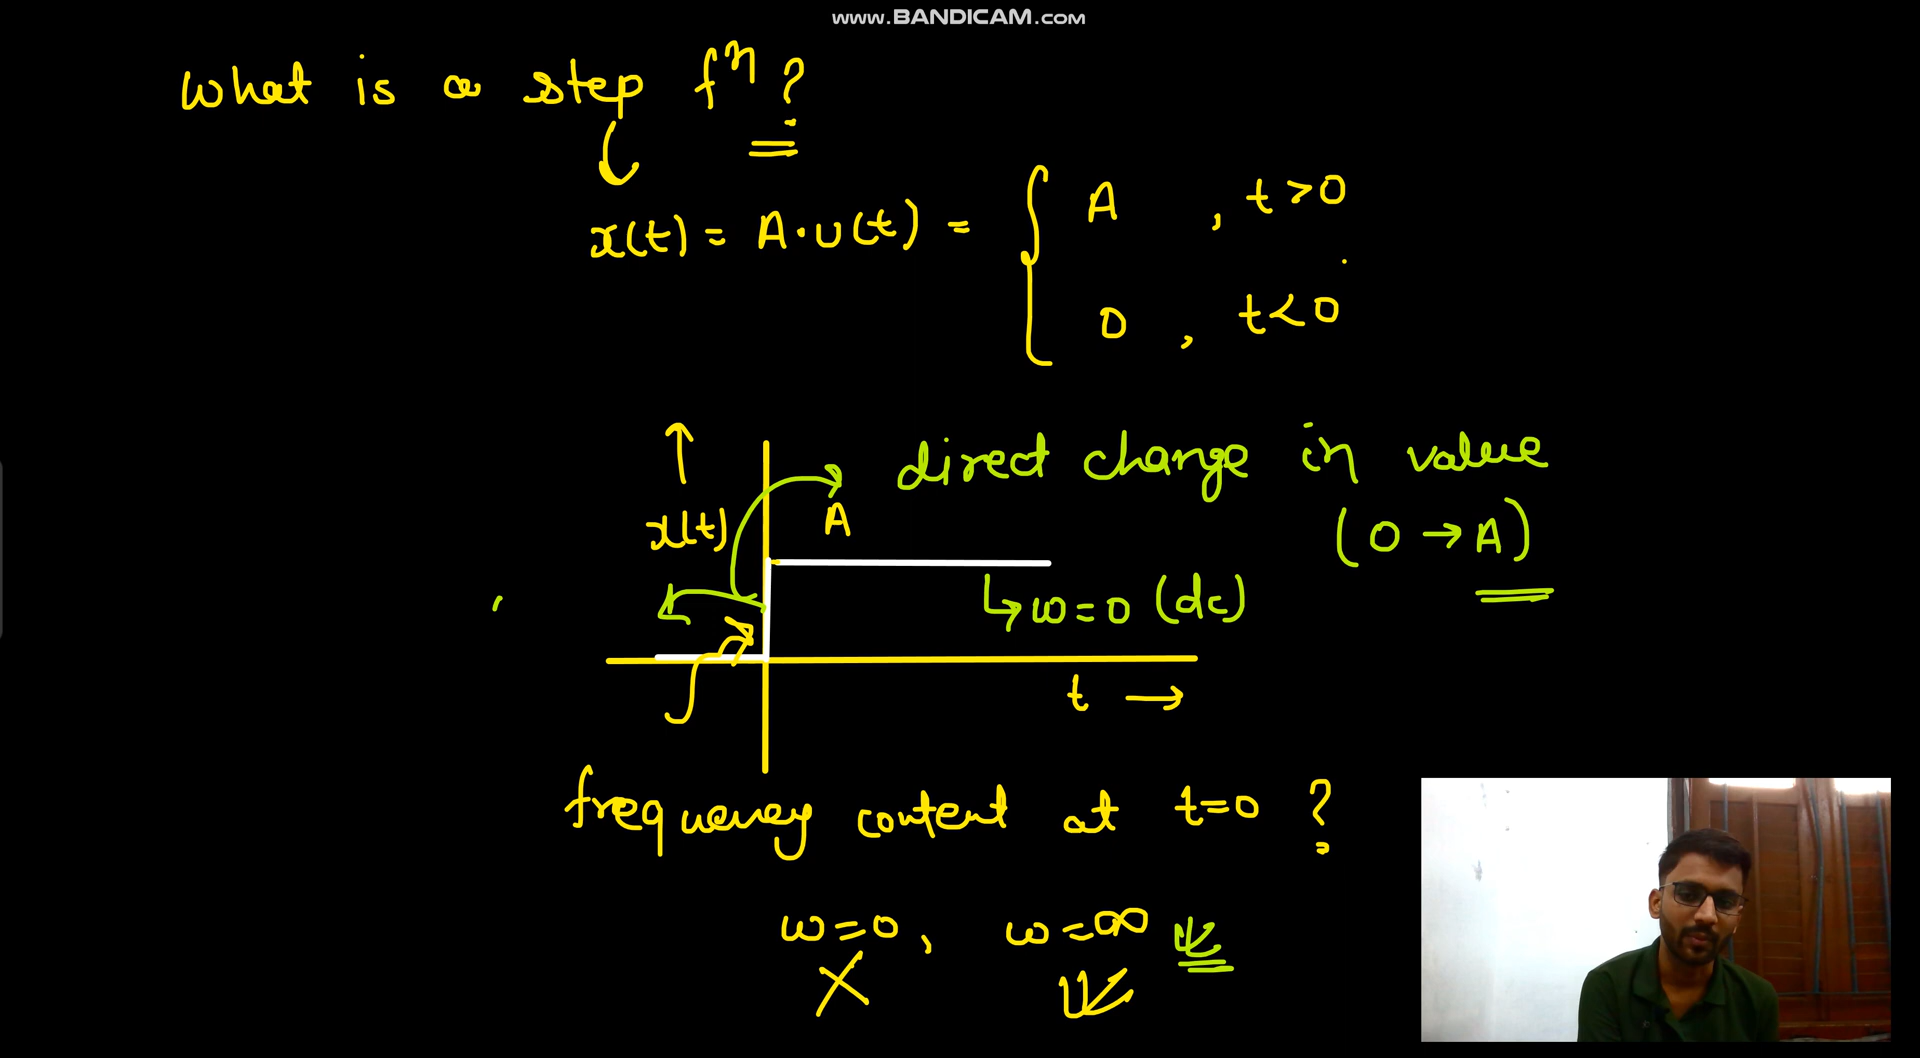 www.BANDICAM.com
What is a step fⁿ ?
x(t) = A·u(t) = { A , t>0
0 , t<0
direct change in value
(0 → A)
x(t)
A
ω=0 (dc)
t →
frequency content at t=0 ?
ω=0 , ω=∞